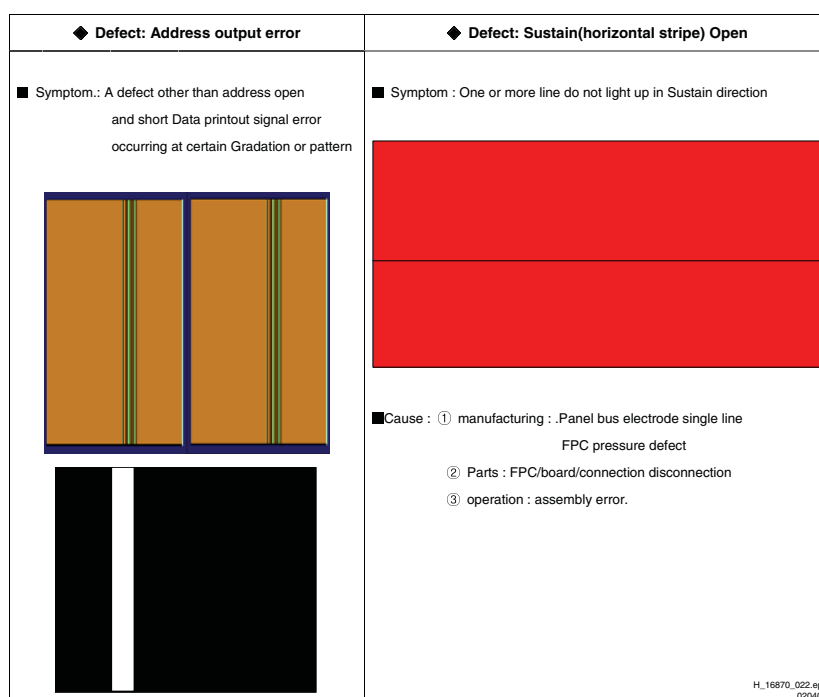 ◆ Defect: Address output error
■ Symptom.: A defect other than address open
and short Data printout signal error
occurring at certain Gradation or pattern
◆ Defect: Sustain(horizontal stripe) Open
■ Symptom : One or more line do not light up in Sustain direction
■Cause : ① manufacturing : .Panel bus electrode single line
FPC pressure defect
② Parts : FPC/board/connection disconnection
③ operation : assembly error.